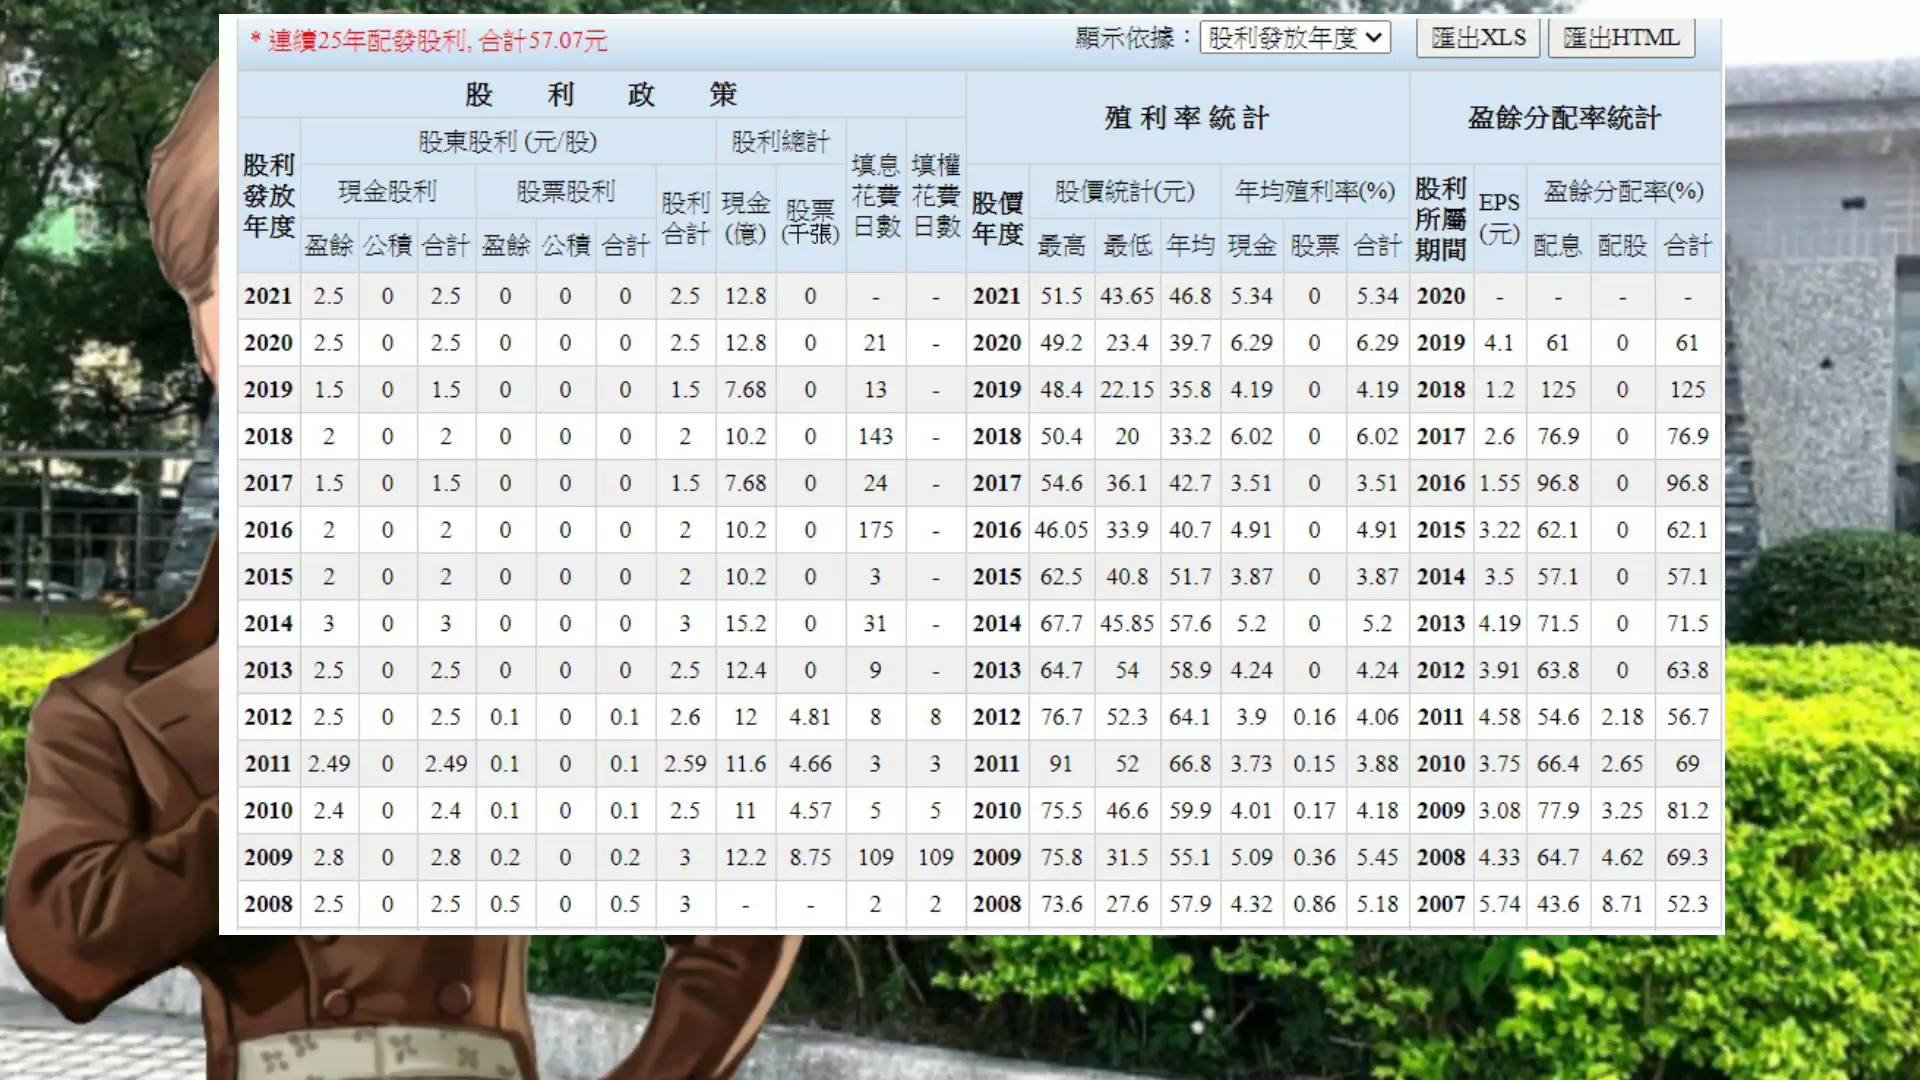 * 連續25年配發股利, 合計57.07元 顯示依據： 股利發放年度 匯出XLS 匯出HTML
股 利 政 策 殖 利 率 統 計 盈餘分配率統計
股利發放年度 股東股利 (元/股) 股利總計 填息花費日數 填權花費日數 股價年度 股價統計(元) 年均殖利率(%) 股利所屬期間 EPS(元) 盈餘分配率(%)
現金股利 股票股利 股利合計 現金(億) 股票(千張)
盈餘 公積 合計 盈餘 公積 合計 最高 最低 年均 現金 股票 合計 配息 配股 合計
2021 2.5 0 2.5 0 0 0 2.5 12.8 0 - - 2021 51.5 43.65 46.8 5.34 0 5.34 2020 - - - -
2020 2.5 0 2.5 0 0 0 2.5 12.8 0 21 - 2020 49.2 23.4 39.7 6.29 0 6.29 2019 4.1 61 0 61
2019 1.5 0 1.5 0 0 0 1.5 7.68 0 13 - 2019 48.4 22.15 35.8 4.19 0 4.19 2018 1.2 125 0 125
2018 2 0 2 0 0 0 2 10.2 0 143 - 2018 50.4 20 33.2 6.02 0 6.02 2017 2.6 76.9 0 76.9
2017 1.5 0 1.5 0 0 0 1.5 7.68 0 24 - 2017 54.6 36.1 42.7 3.51 0 3.51 2016 1.55 96.8 0 96.8
2016 2 0 2 0 0 0 2 10.2 0 175 - 2016 46.05 33.9 40.7 4.91 0 4.91 2015 3.22 62.1 0 62.1
2015 2 0 2 0 0 0 2 10.2 0 3 - 2015 62.5 40.8 51.7 3.87 0 3.87 2014 3.5 57.1 0 57.1
2014 3 0 3 0 0 0 3 15.2 0 31 - 2014 67.7 45.85 57.6 5.2 0 5.2 2013 4.19 71.5 0 71.5
2013 2.5 0 2.5 0 0 0 2.5 12.4 0 9 - 2013 64.7 54 58.9 4.24 0 4.24 2012 3.91 63.8 0 63.8
2012 2.5 0 2.5 0.1 0 0.1 2.6 12 4.81 8 8 2012 76.7 52.3 64.1 3.9 0.16 4.06 2011 4.58 54.6 2.18 56.7
2011 2.49 0 2.49 0.1 0 0.1 2.59 11.6 4.66 3 3 2011 91 52 66.8 3.73 0.15 3.88 2010 3.75 66.4 2.65 69
2010 2.4 0 2.4 0.1 0 0.1 2.5 11 4.57 5 5 2010 75.5 46.6 59.9 4.01 0.17 4.18 2009 3.08 77.9 3.25 81.2
2009 2.8 0 2.8 0.2 0 0.2 3 12.2 8.75 109 109 2009 75.8 31.5 55.1 5.09 0.36 5.45 2008 4.33 64.7 4.62 69.3
2008 2.5 0 2.5 0.5 0 0.5 3 - - 2 2 2008 73.6 27.6 57.9 4.32 0.86 5.18 2007 5.74 43.6 8.71 52.3